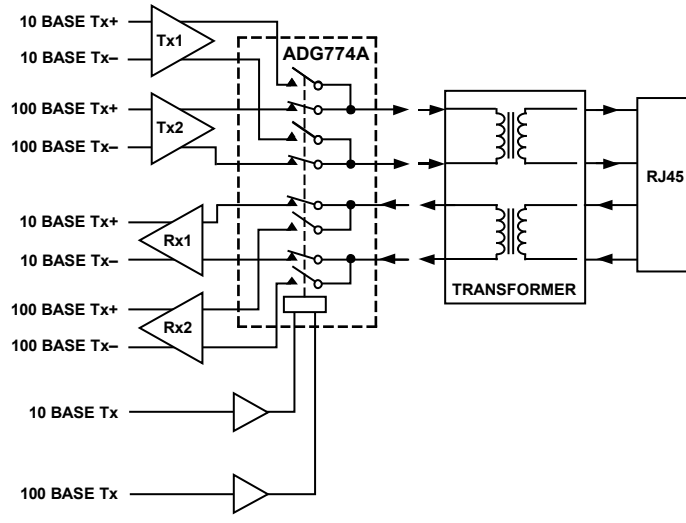 10 BASE Tx+
Tx1
10 BASE Tx–
ADG774A
100 BASE Tx+
Tx2
100 BASE Tx–
RJ45
10 BASE Tx+
Rx1
10 BASE Tx–
TRANSFORMER
100 BASE Tx+
Rx2
100 BASE Tx–
10 BASE Tx
100 BASE Tx